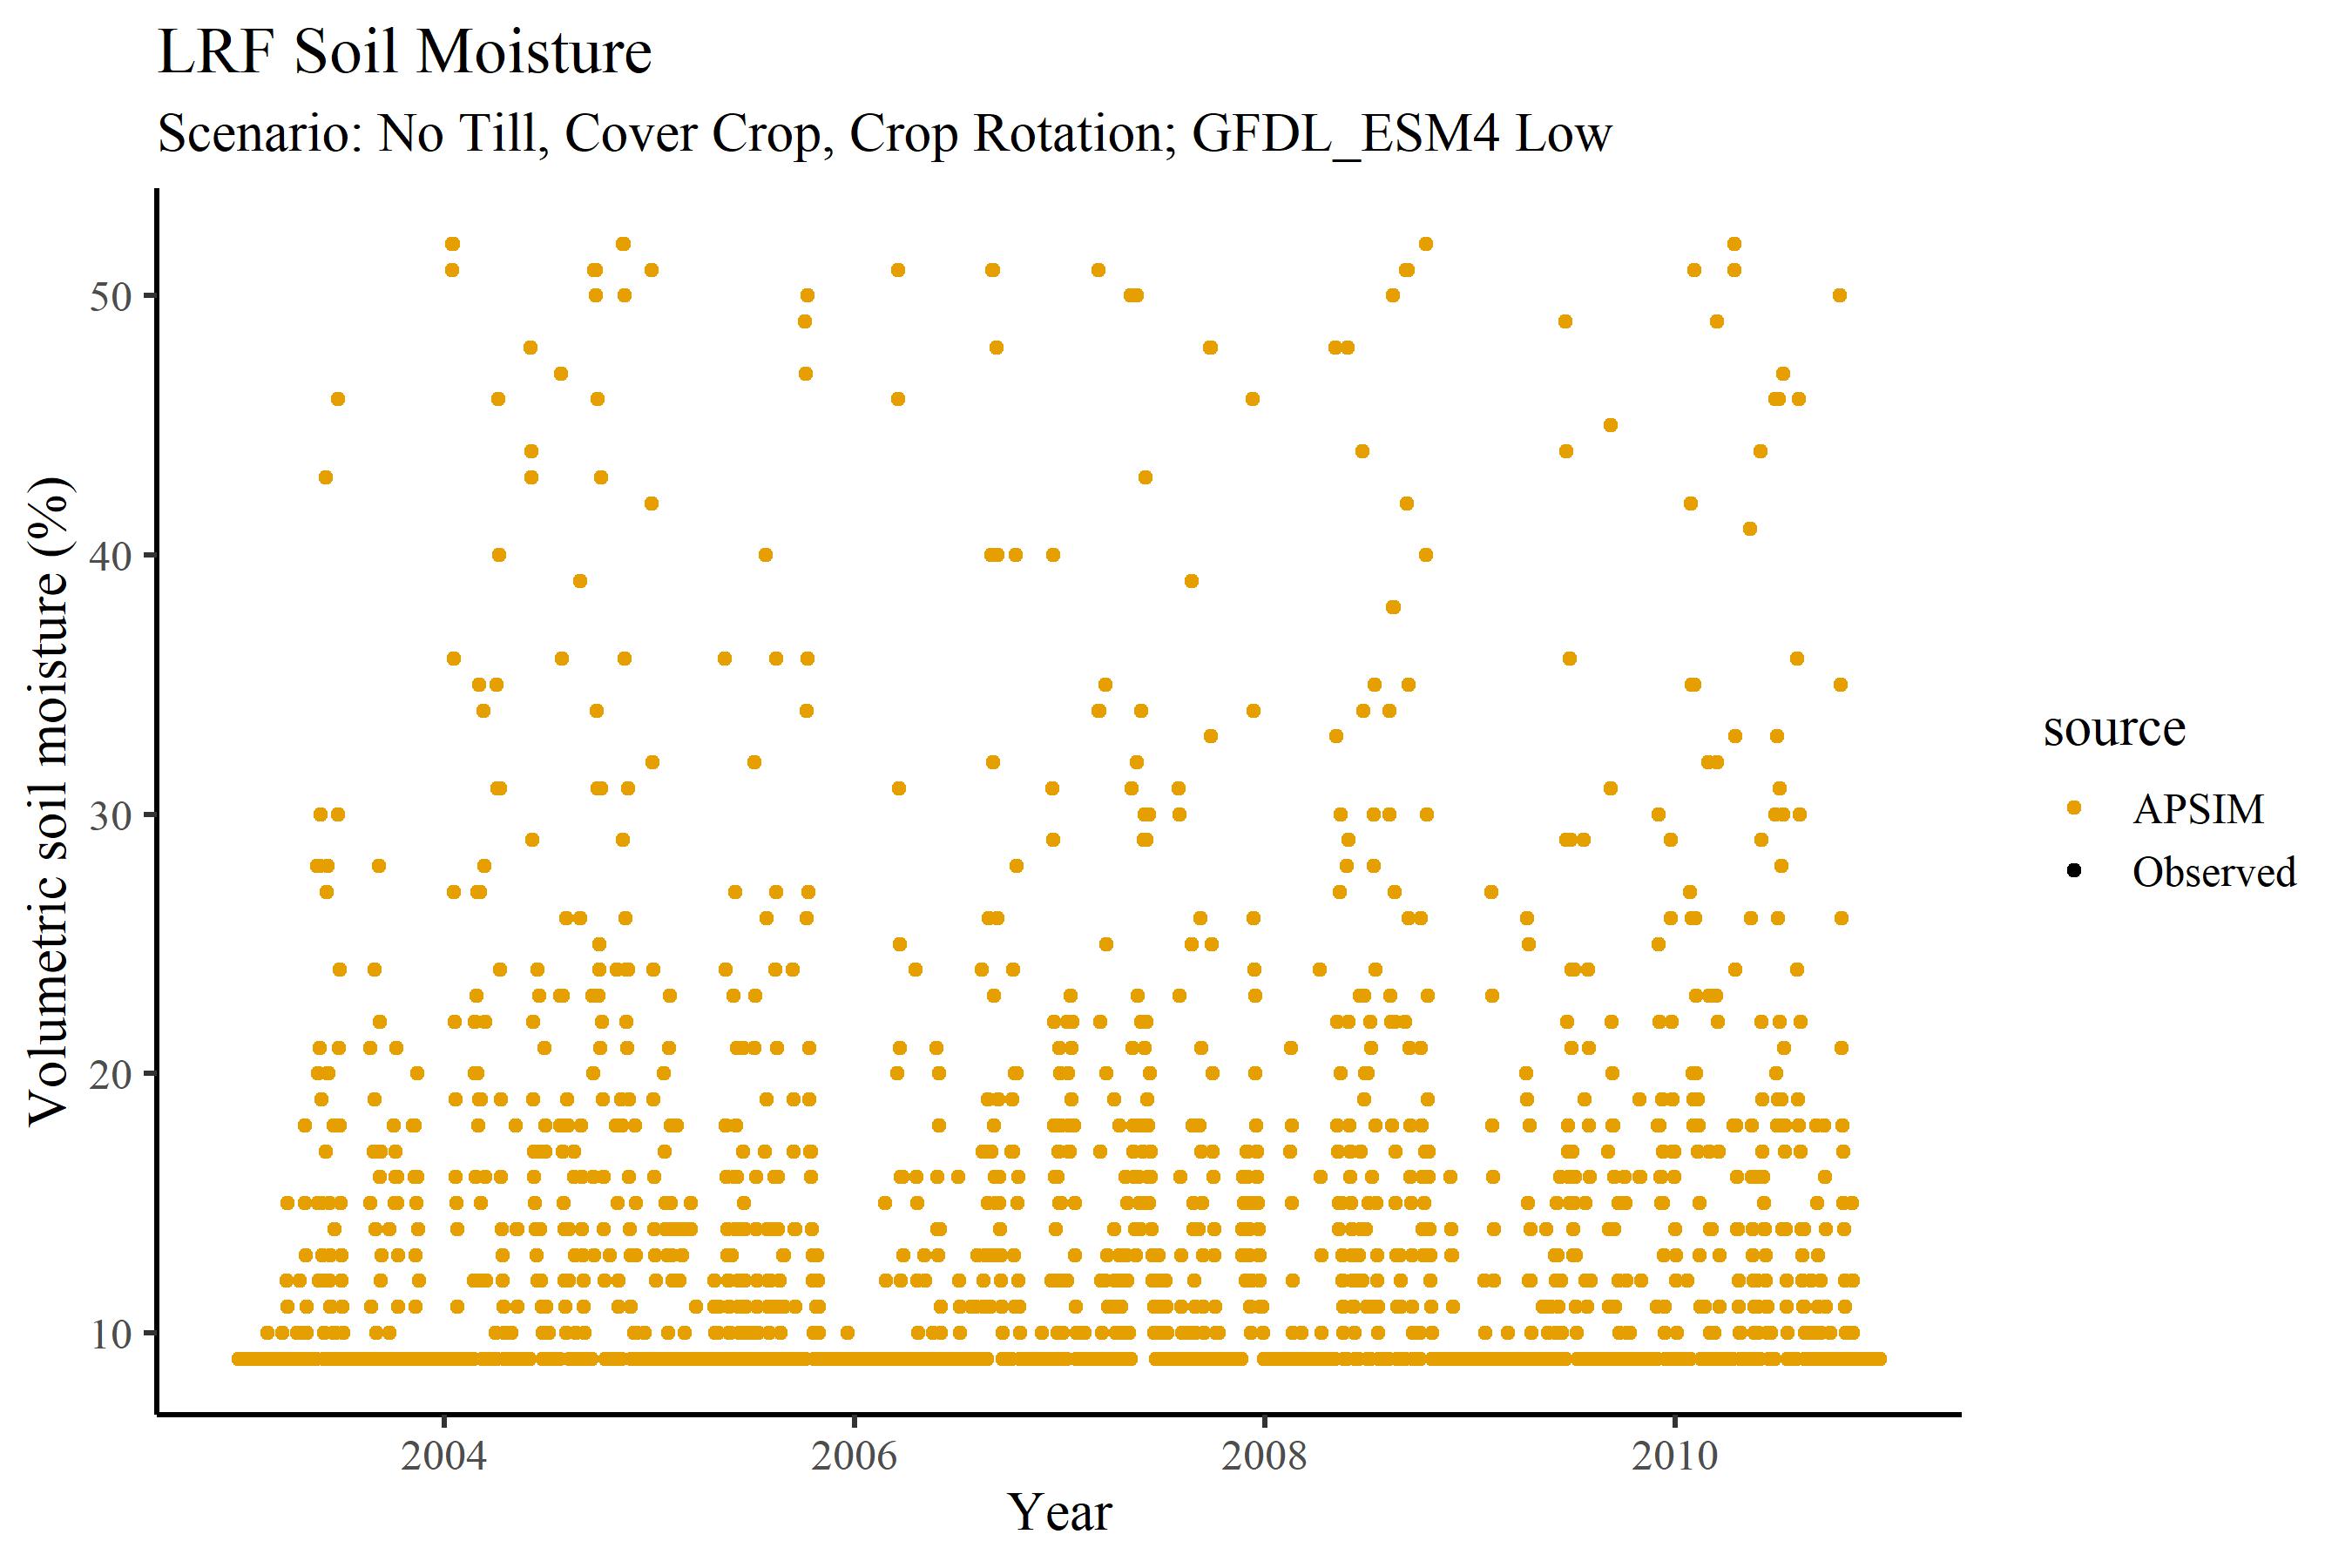 LRF Soil Moisture
Scenario: No Till, Cover Crop, Crop Rotation; GFDL_ESM4 Low
Volumetric soil moisture (%)
50
40
30
20
10
2004
2006
2008
2010
Year
source
APSIM
Observed